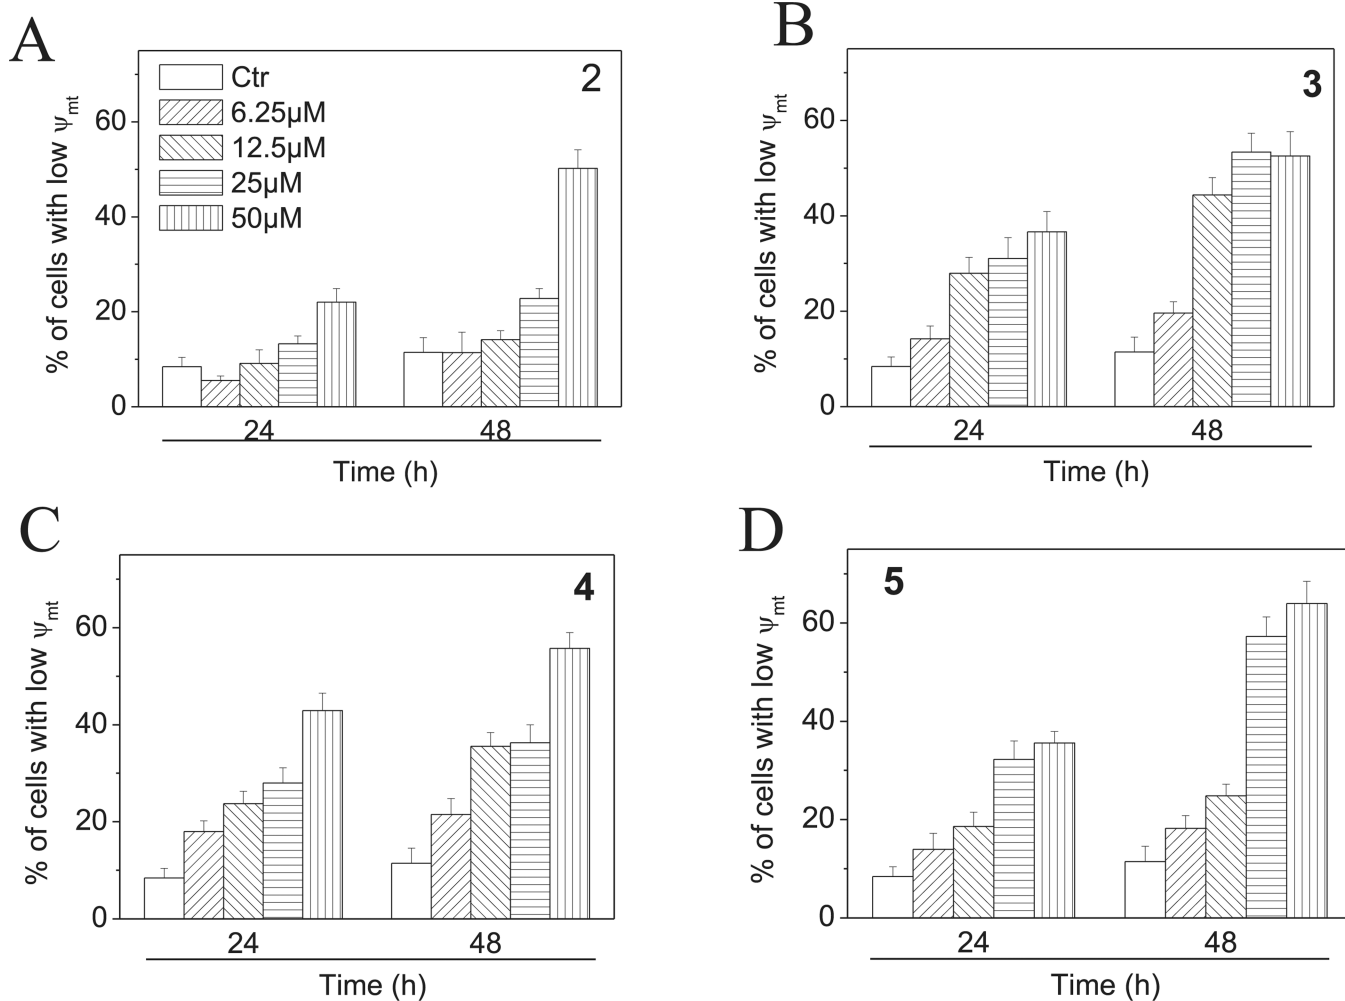 A
2
Ctr
6.25μM
12.5μM
25μM
50μM
% of cells with low ψmt
60
40
20
0
24
48
Time (h)
B
3
% of cells with low ψmt
60
40
20
0
24
48
Time (h)
C
4
% of cells with low ψmt
60
40
20
0
24
48
Time (h)
D
5
% of cells with low ψmt
60
40
20
0
24
48
Time (h)